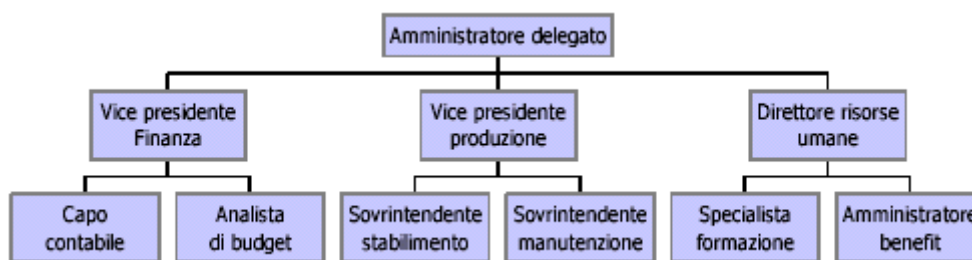 Amministratore delegato
Vice presidente
Finanza
Vice presidente
produzione
Direttore risorse
umane
Capo
contabile
Analista
di budget
Sovrintendente
stabilimento
Sovrintendente
manutenzione
Specialista
formazione
Amministratore
benefit